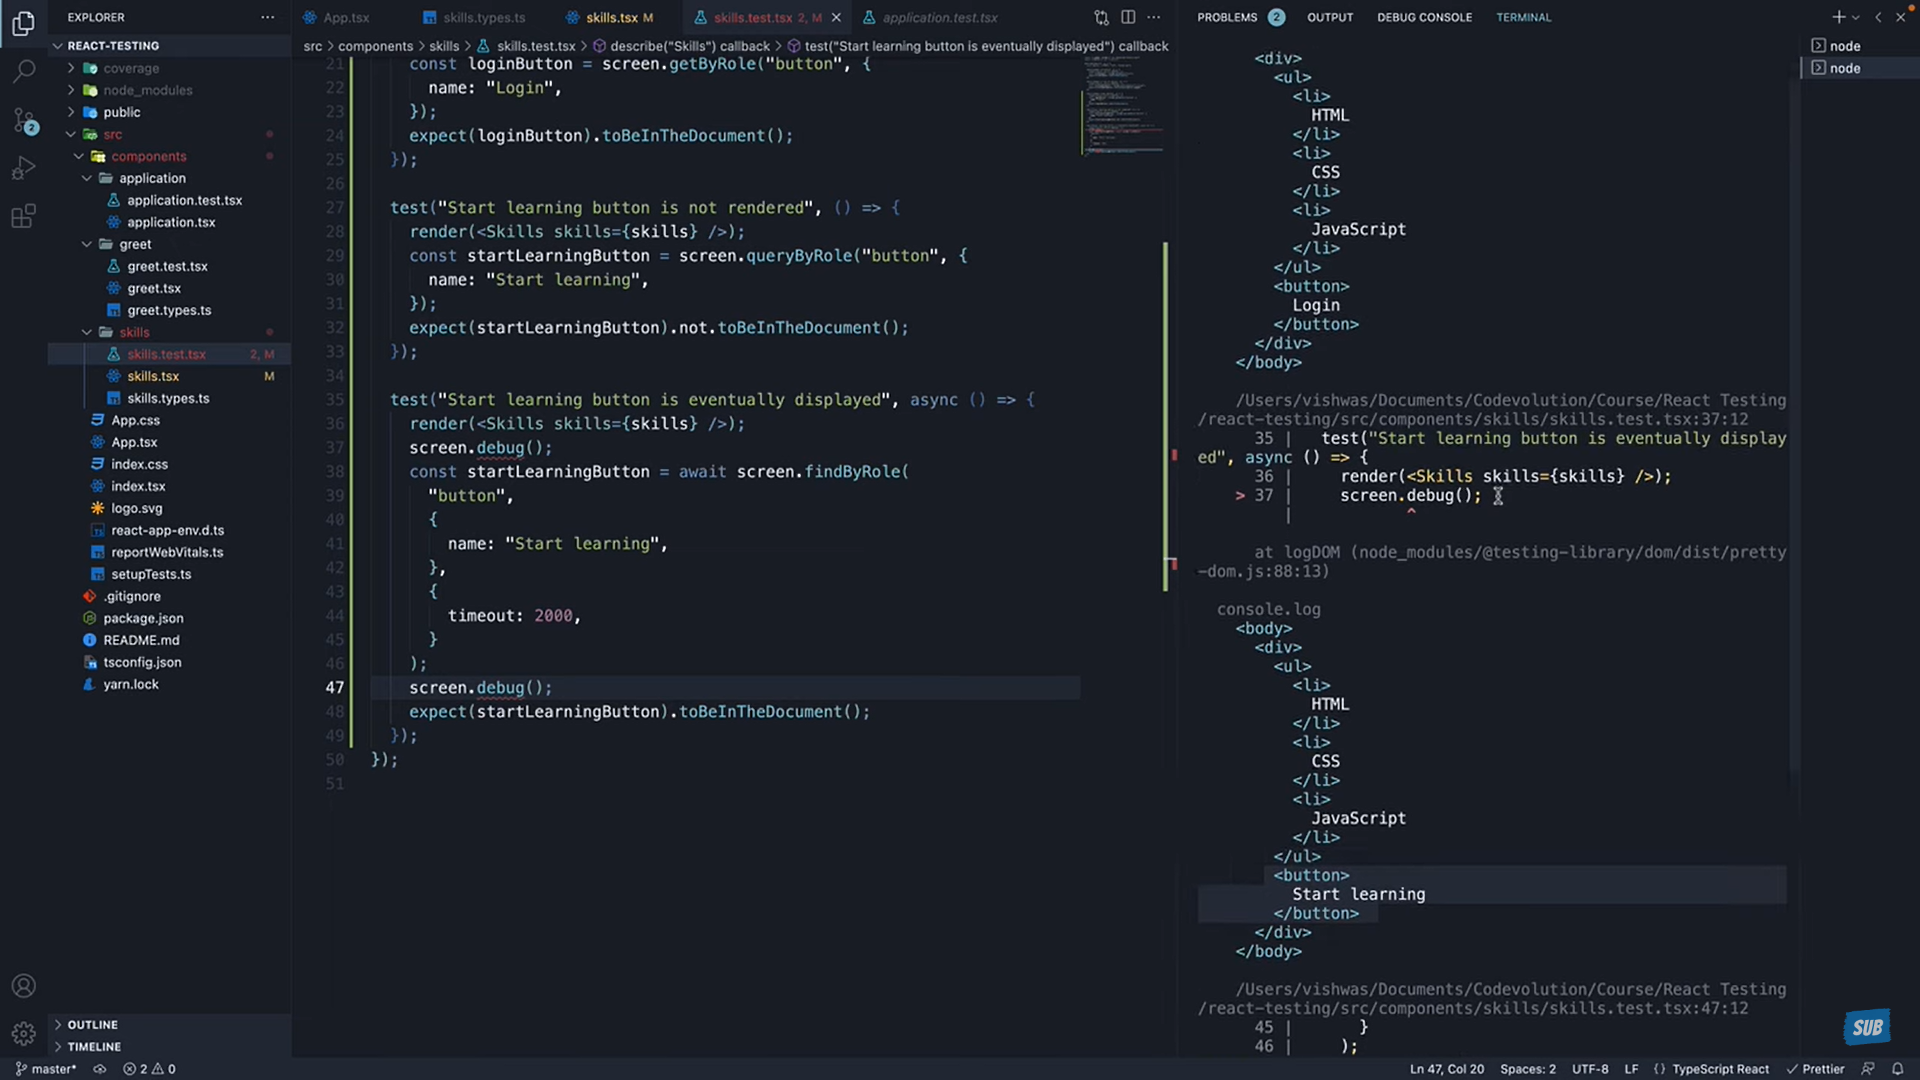 EXPLORER
REACT-TESTING
coverage
node_modules
public
src
components
application
application.test.tsx
application.tsx
greet
greet.test.tsx
greet.tsx
greet.types.ts
skills
skills.test.tsx 2, M
skills.tsx M
skills.types.ts
App.css
App.tsx
index.css
index.tsx
logo.svg
react-app-env.d.ts
reportWebVitals.ts
setupTests.ts
.gitignore
package.json
README.md
tsconfig.json
yarn.lock
OUTLINE
TIMELINE
2
App.tsx skills.types.ts skills.tsx M skills.test.tsx 2, M application.test.tsx
src > components > skills > skills.test.tsx > describe("Skills") callback > test("Start learning button is eventually displayed") callback
21 const loginButton = screen.getByRole("button", {
22 name: "Login",
23 });
24 expect(loginButton).toBeInTheDocument();
25 });
26
27 test("Start learning button is not rendered", () => {
28 render(<Skills skills={skills} />);
29 const startLearningButton = screen.queryByRole("button", {
30 name: "Start learning",
31 });
32 expect(startLearningButton).not.toBeInTheDocument();
33 });
34
35 test("Start learning button is eventually displayed", async () => {
36 render(<Skills skills={skills} />);
37 screen.debug();
38 const startLearningButton = await screen.findByRole(
39 "button",
40 {
41 name: "Start learning",
42 },
43 {
44 timeout: 2000,
45 }
46 );
47 screen.debug();
48 expect(startLearningButton).toBeInTheDocument();
49 });
50 });
51
PROBLEMS 2 OUTPUT DEBUG CONSOLE TERMINAL
node
node
<div>
<ul>
<li>
HTML
</li>
<li>
CSS
</li>
<li>
JavaScript
</li>
</ul>
<button>
Login
</button>
</div>
</body>
/Users/vishwas/Documents/Codevolution/Course/React Testing
/react-testing/src/components/skills/skills.test.tsx:37:12
35 | test("Start learning button is eventually display
ed", async () => {
36 | render(<Skills skills={skills} />);
> 37 | screen.debug();
| ^
at logDOM (node_modules/@testing-library/dom/dist/pretty
-dom.js:88:13)
console.log
<body>
<div>
<ul>
<li>
HTML
</li>
<li>
CSS
</li>
<li>
JavaScript
</li>
</ul>
<button>
Start learning
</button>
</div>
</body>
/Users/vishwas/Documents/Codevolution/Course/React Testing
/react-testing/src/components/skills/skills.test.tsx:47:12
45 | }
46 | );
SUB
master* 2 0 Ln 47, Col 20 Spaces: 2 UTF-8 LF {} TypeScript React Prettier